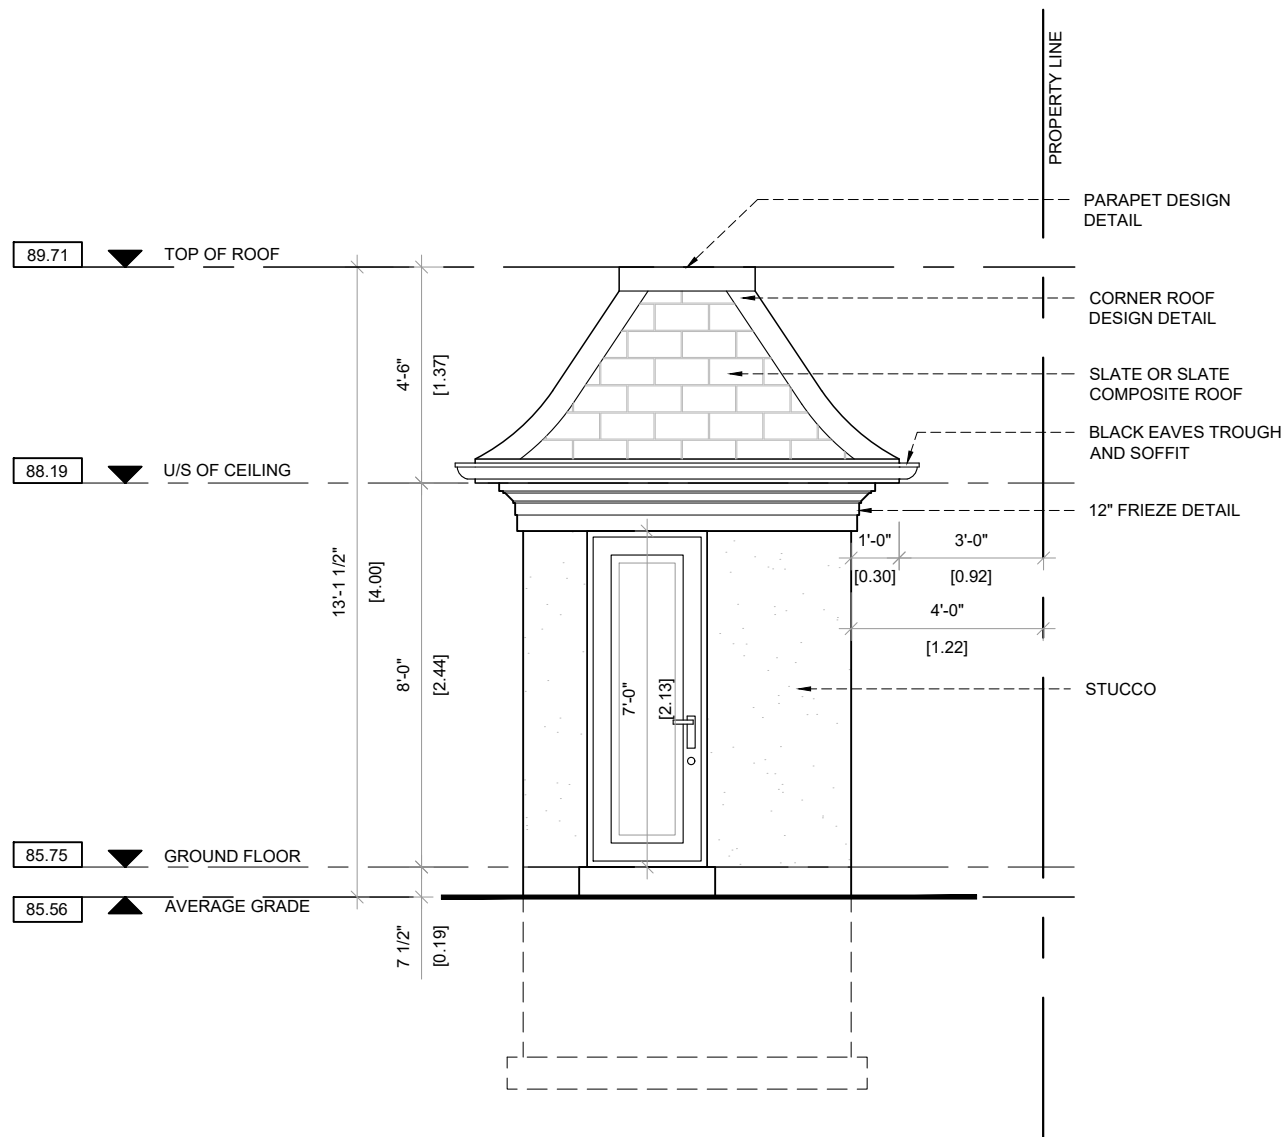 PROPERTY LINE
PARAPET DESIGN
DETAIL
89.71
TOP OF ROOF
CORNER ROOF
DESIGN DETAIL
4'-6"
[1.37]
SLATE OR SLATE
COMPOSITE ROOF
BLACK EAVES TROUGH
AND SOFFIT
88.19
U/S OF CEILING
12" FRIEZE DETAIL
1'-0"
3'-0"
[0.30]
[0.92]
13'-1 1/2"
[4.00]
4'-0"
[1.22]
8'-0"
[2.44]
7'-0"
[2.13]
STUCCO
85.75
GROUND FLOOR
85.56
AVERAGE GRADE
7 1/2"
[0.19]